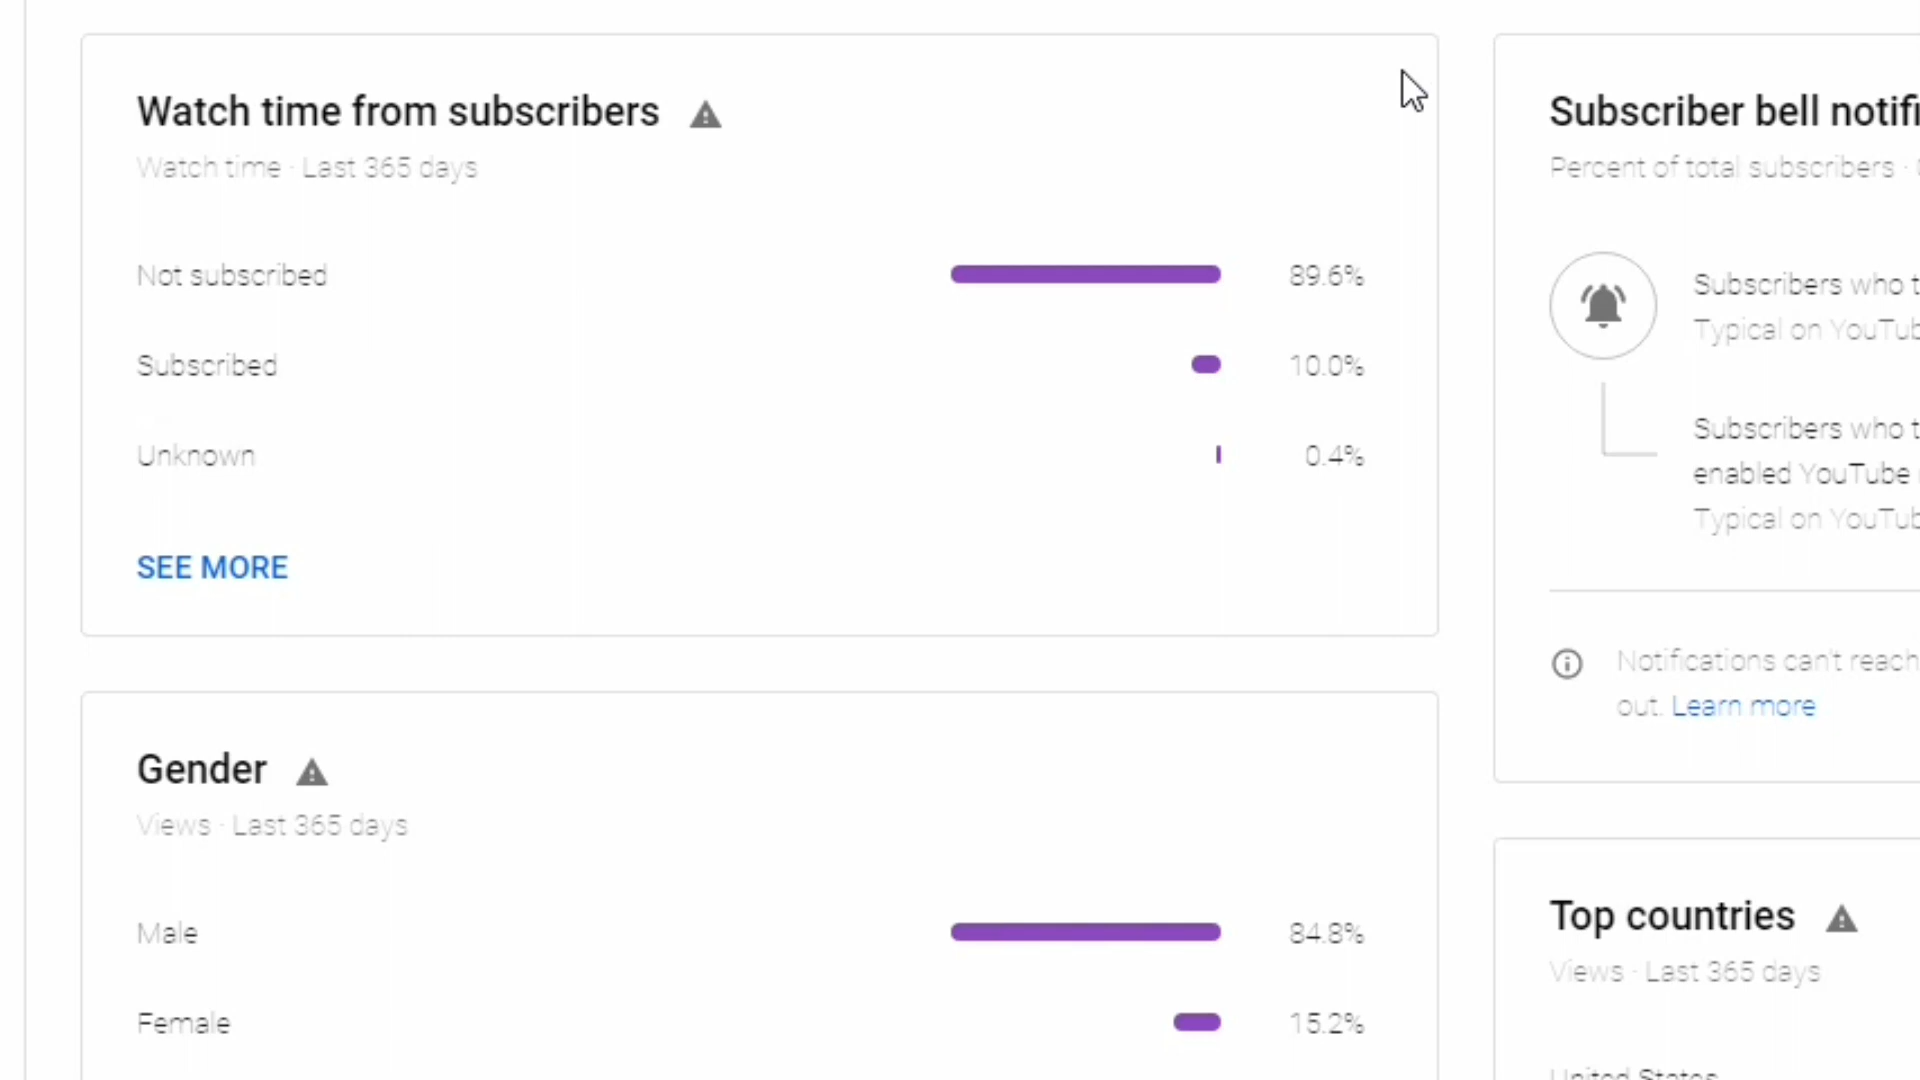 Watch time from subscribers
Watch time · Last 365 days
Not subscribed 89.6%
Subscribed 10.0%
Unknown 0.4%
SEE MORE
Gender
Views · Last 365 days
Male 84.8%
Female 15.2%
Subscriber bell notifi
Percent of total subscribers ·
Subscribers who t
Typical on YouTub
Subscribers who t
enabled YouTube
Typical on YouTub
Notifications can't reach
out. Learn more
Top countries
Views · Last 365 days
United States